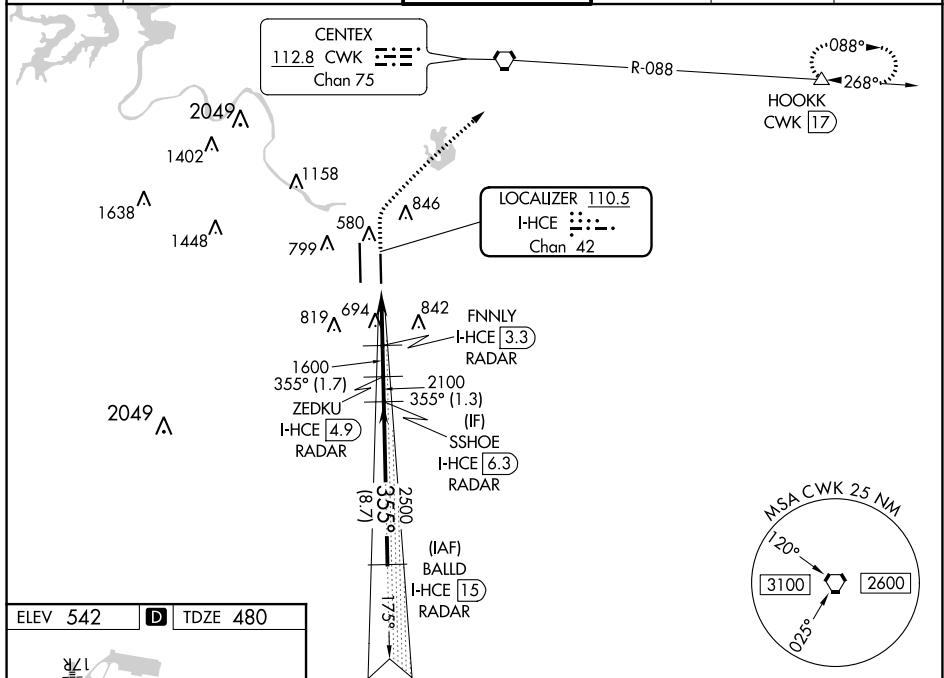 CENTEX
112.8 CWK
Chan 75
R-088
088°
268°
HOOKK
CWK 17
2049
1402
1158
1638
1448
799
580
846
LOCALIZER 110.5
I-HCE
Chan 42
819
694
842
FNNLY
I-HCE 3.3
RADAR
1600
355° (1.7)
ZEDKU
I-HCE 4.9
RADAR
2100
355° (1.3)
(IF)
SSHOE
I-HCE 6.3
RADAR
2049
2500
355°
(8.7)
(IAF)
BALLD
I-HCE 15
RADAR
175°
MSA CWK 25 NM
120°
3100
2600
025°
ELEV 542 D TDZE 480
17R